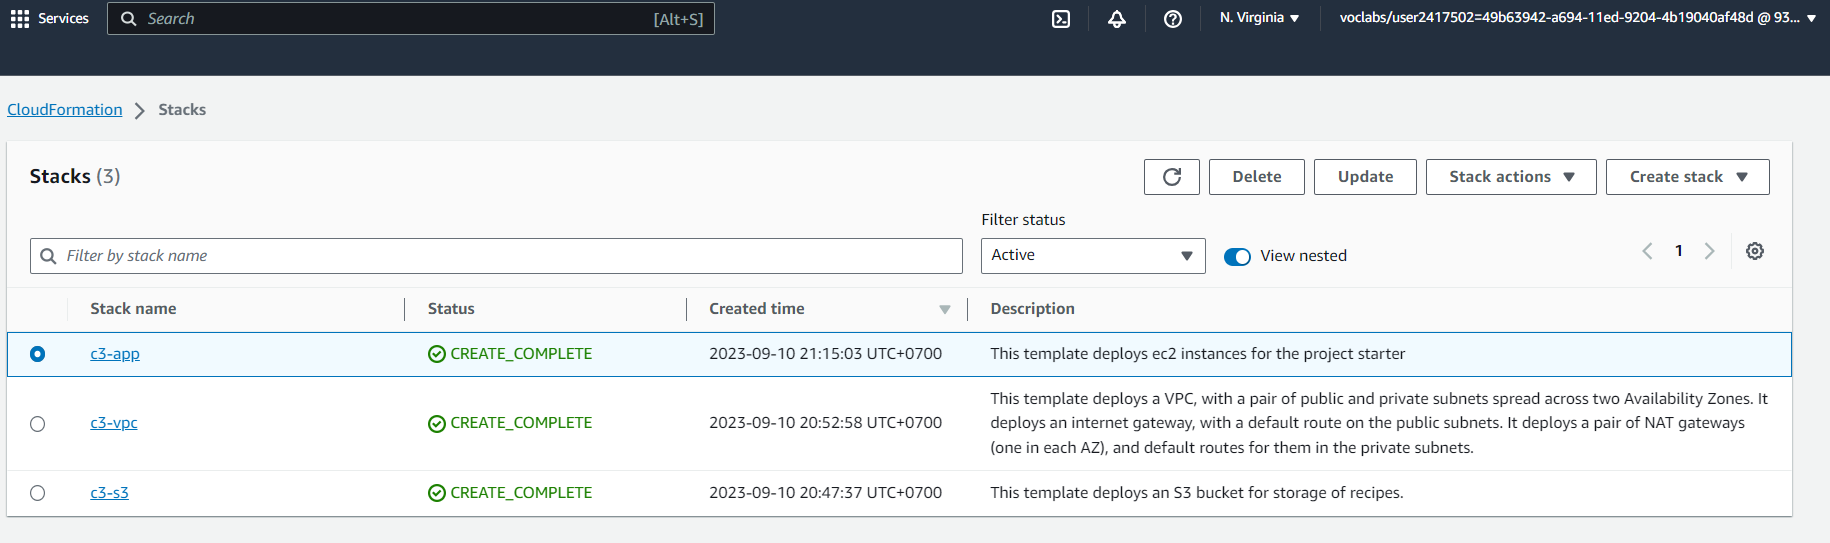 Services
Search
[Alt+S]
N. Virginia
voclabs/user2417502=49b63942-a694-11ed-9204-4b19040af48d @ 93...
CloudFormation
Stacks
Stacks (3)
Delete
Update
Stack actions
Create stack
Filter status
Filter by stack name
Active
View nested
1
Stack name
Status
Created time
Description
c3-app
CREATE_COMPLETE
2023-09-10 21:15:03 UTC+0700
This template deploys ec2 instances for the project starter
c3-vpc
CREATE_COMPLETE
2023-09-10 20:52:58 UTC+0700
This template deploys a VPC, with a pair of public and private subnets spread across two Availability Zones. It
deploys an internet gateway, with a default route on the public subnets. It deploys a pair of NAT gateways
(one in each AZ), and default routes for them in the private subnets.
c3-s3
CREATE_COMPLETE
2023-09-10 20:47:37 UTC+0700
This template deploys an S3 bucket for storage of recipes.